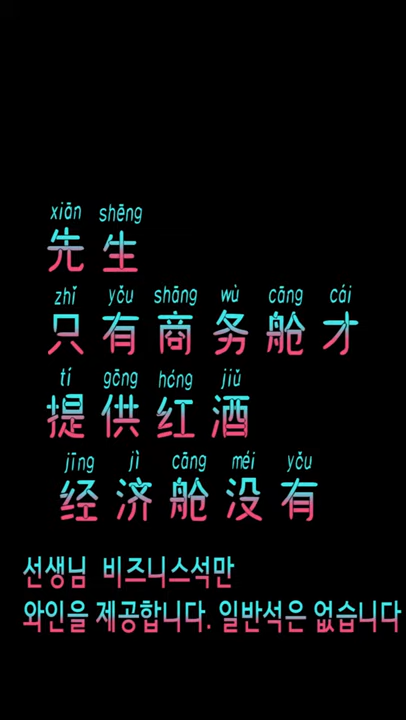 xiān shēng
先生
zhǐ yǒu shāng wù cāng cái
只有商务舱才
tí gōng hóng jiǔ
提供红酒
jīng jì cāng méi yǒu
经济舱没有
선생님 비즈니스석만
와인을 제공합니다. 일반석은 없습니다